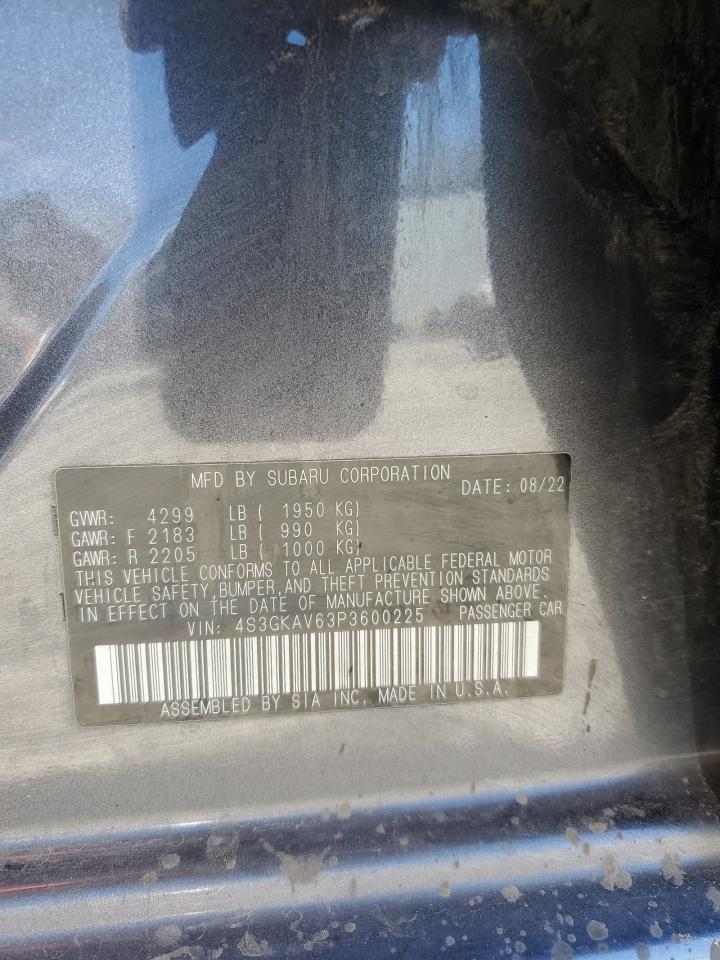 MFD BY SUBARU CORPORATION
DATE: 08/22
GVWR: 4299 LB ( 1950 KG)
GAWR: F 2183 LB ( 990 KG)
GAWR: R 2205 LB ( 1000 KG)
THIS VEHICLE CONFORMS TO ALL APPLICABLE FEDERAL MOTOR
VEHICLE SAFETY, BUMPER, AND THEFT PREVENTION STANDARDS
IN EFFECT ON THE DATE OF MANUFACTURE SHOWN ABOVE.
VIN: 4S3GKAV63P3600225 PASSENGER CAR
ASSEMBLED BY SIA INC, MADE IN U.S.A.